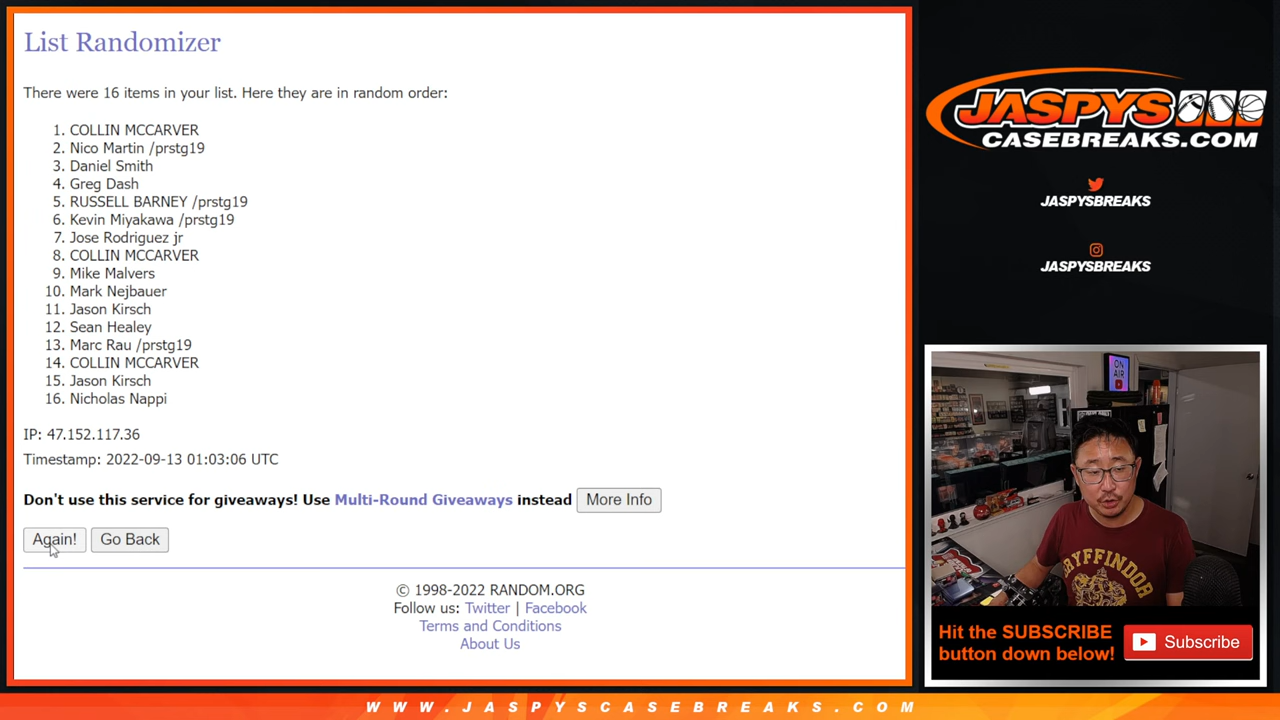 List Randomizer
There were 16 items in your list. Here they are in random order:
1. COLLIN MCCARVER
2. Nico Martin /prstg19
3. Daniel Smith
4. Greg Dash
5. RUSSELL BARNEY /prstg19
6. Kevin Miyakawa /prstg19
7. Jose Rodriguez jr
8. COLLIN MCCARVER
9. Mike Malvers
10. Mark Nejbauer
11. Jason Kirsch
12. Sean Healey
13. Marc Rau /prstg19
14. COLLIN MCCARVER
15. Jason Kirsch
16. Nicholas Nappi
IP: 47.152.117.36
Timestamp: 2022-09-13 01:03:06 UTC
Don't use this service for giveaways! Use Multi-Round Giveaways instead More Info
Again! Go Back
© 1998-2022 RANDOM.ORG
Follow us: Twitter | Facebook
Terms and Conditions
About Us
JASPYS
CASEBREAKS.COM
JASPYSBREAKS
JASPYSBREAKS
ON
AIR
GRYFFINDOR
Hit the SUBSCRIBE
button down below!
Subscribe
WWW.JASPYSCASEBREAKS.COM